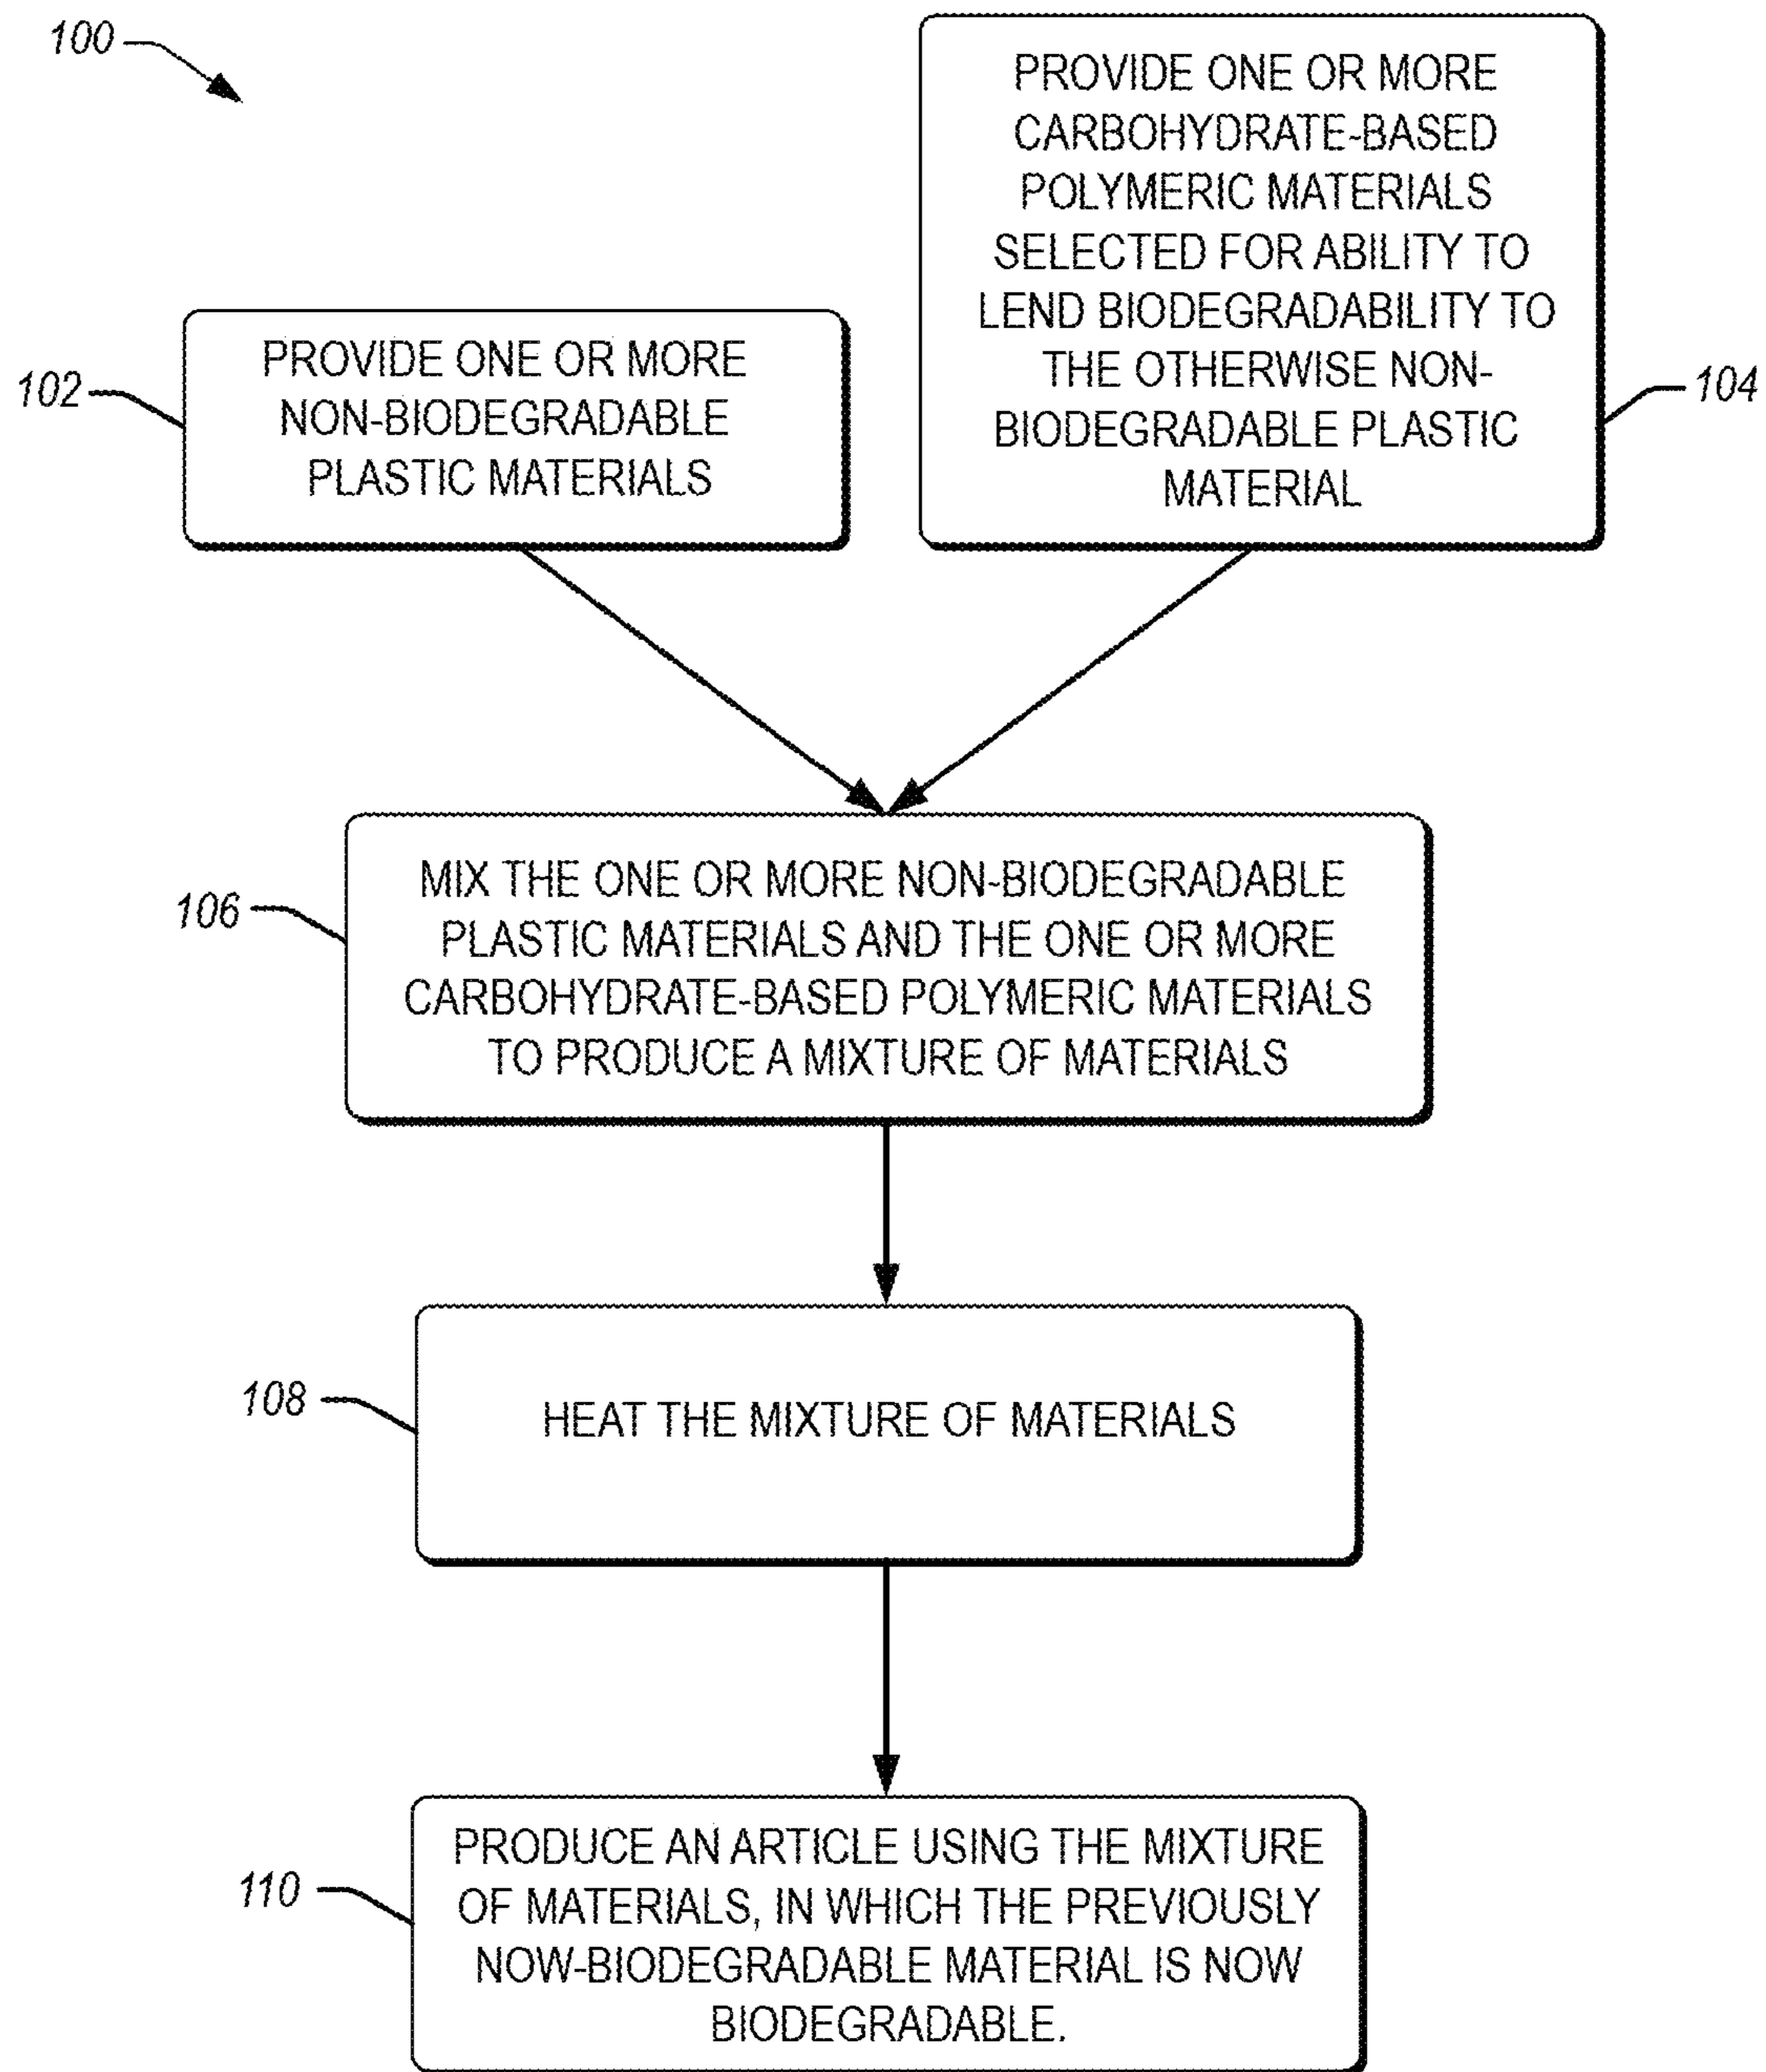 100
PROVIDE ONE OR MORE
CARBOHYDRATE-BASED
POLYMERIC MATERIALS
SELECTED FOR ABILITY TO
LEND BIODEGRADABILITY TO
THE OTHERWISE NON-
BIODEGRADABLE PLASTIC
MATERIAL
104
PROVIDE ONE OR MORE
NON-BIODEGRADABLE
PLASTIC MATERIALS
102
MIX THE ONE OR MORE NON-BIODEGRADABLE
PLASTIC MATERIALS AND THE ONE OR MORE
CARBOHYDRATE-BASED POLYMERIC MATERIALS
TO PRODUCE A MIXTURE OF MATERIALS
106
HEAT THE MIXTURE OF MATERIALS
108
PRODUCE AN ARTICLE USING THE MIXTURE
OF MATERIALS, IN WHICH THE PREVIOUSLY
NOW-BIODEGRADABLE MATERIAL IS NOW
BIODEGRADABLE.
110